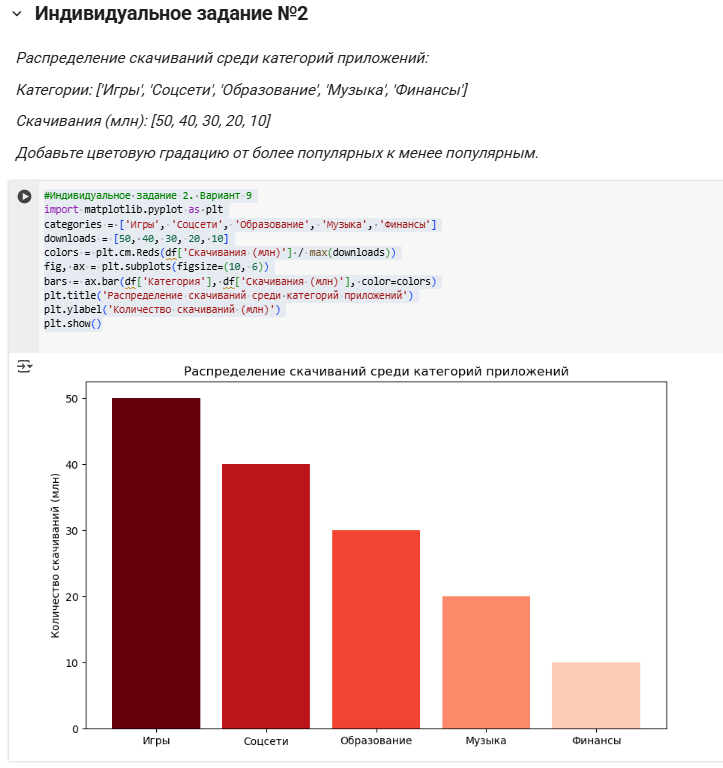 Индивидуальное задание №2
Распределение скачиваний среди категорий приложений:
Категории: ['Игры', 'Соцсети', 'Образование', 'Музыка', 'Финансы']
Скачивания (млн): [50, 40, 30, 20, 10]
Добавьте цветовую градацию от более популярных к менее популярным.
#Индивидуальное задание 2. Вариант 9
import matplotlib.pyplot as plt
categories = ['Игры', 'Соцсети', 'Образование', 'Музыка', 'Финансы']
downloads = [50, 40, 30, 20, 10]
colors = plt.cm.Reds(df['Скачивания (млн)'] / max(downloads))
fig, ax = plt.subplots(figsize=(10, 6))
bars = ax.bar(df['Категория'], df['Скачивания (млн)'], color=colors)
plt.title('Распределение скачиваний среди категорий приложений')
plt.ylabel('Количество скачиваний (млн)')
plt.show()
Распределение скачиваний среди категорий приложений
Количество скачиваний (млн)
50
40
30
20
10
0
Игры Соцсети Образование Музыка Финансы